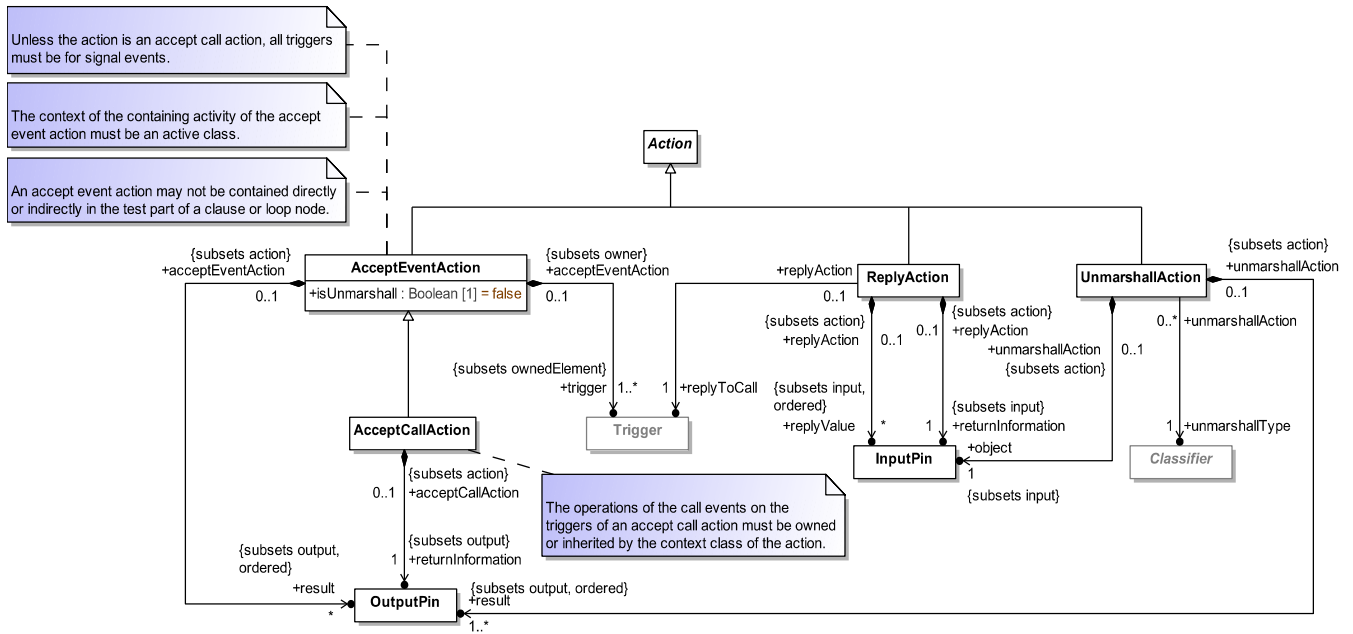 Unless the action is an accept call action, all triggers
must be for signal events.
The context of the containing activity of the accept
event action must be an active class.
An accept event action may not be contained directly
or indirectly in the test part of a clause or loop node.
Action
{subsets action}
+acceptEventAction
0..1
AcceptEventAction
+isUnmarshall : Boolean [1] = false
{subsets owner}
+acceptEventAction
0..1
+replyAction
0..1
ReplyAction
UnmarshallAction
{subsets action}
+unmarshallAction
0..1
{subsets action}
+replyAction
0..1
0..1
{subsets action}
+replyAction
+unmarshallAction
{subsets action}
0..1
0..*
+unmarshallAction
{subsets ownedElement}
+trigger
1..*
1
+replyToCall
{subsets input,
ordered}
+replyValue
*
1
{subsets input}
+returnInformation
1
+unmarshallType
AcceptCallAction
Trigger
InputPin
+object
1
{subsets input}
Classifier
{subsets action}
+acceptCallAction
0..1
The operations of the call events on the
triggers of an accept call action must be owned
or inherited by the context class of the action.
{subsets output,
ordered}
+result
*
1
{subsets output}
+returnInformation
OutputPin
{subsets output, ordered}
+result
1..*